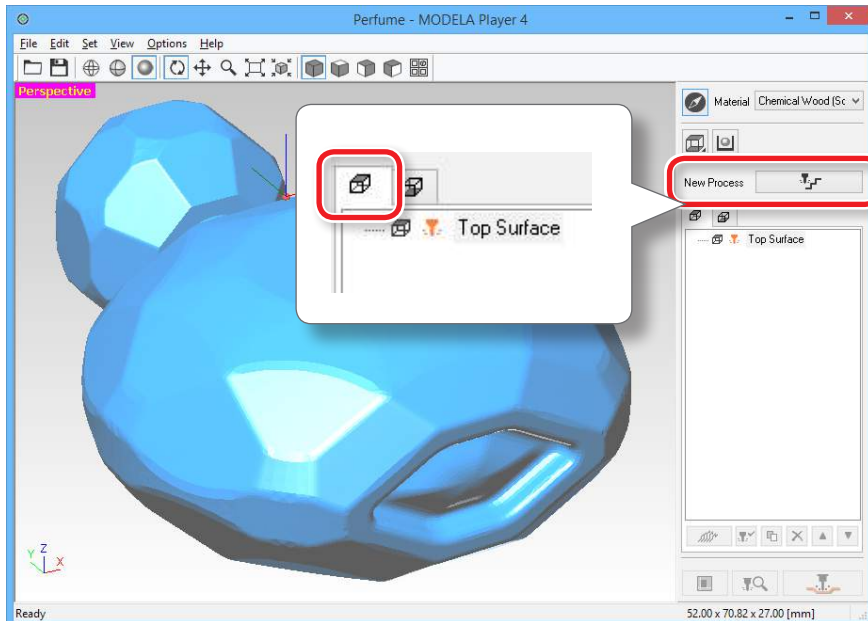 Perfume - MODELA Player 4
File Edit Set View Options Help
Perspective
Material Chemical Wood (Sc
New Process
Top Surface
Top Surface
Z
Y
X
Ready
52.00 x 70.82 x 27.00 [mm]